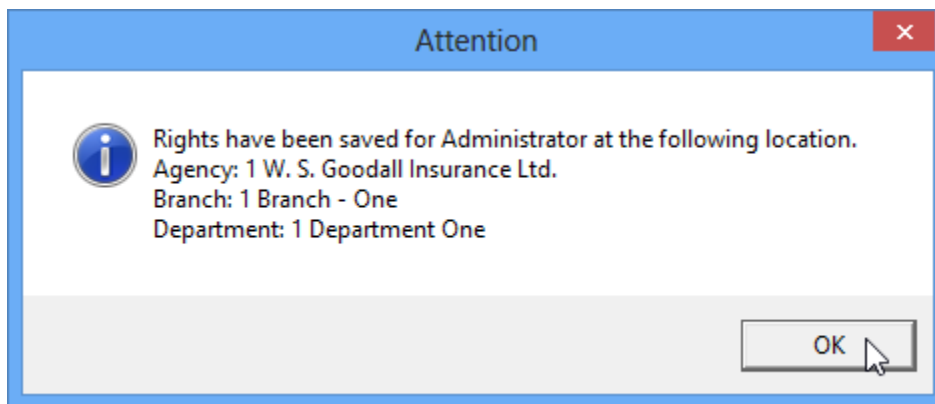 Attention
Rights have been saved for Administrator at the following location.
Agency: 1 W. S. Goodall Insurance Ltd.
Branch: 1 Branch - One
Department: 1 Department One
OK